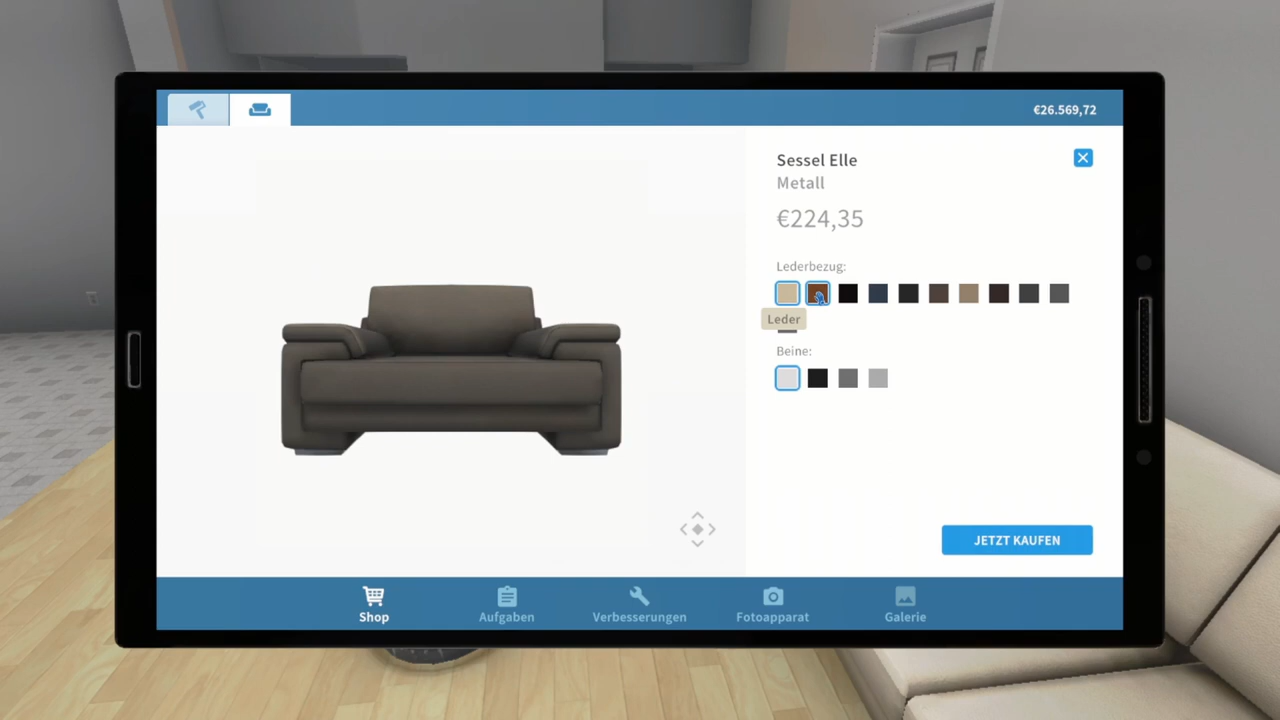 €26.569,72
Sessel Elle
Metall
€224,35
Lederbezug:
Leder
Beine:
JETZT KAUFEN
Shop
Aufgaben
Verbesserungen
Fotoapparat
Galerie